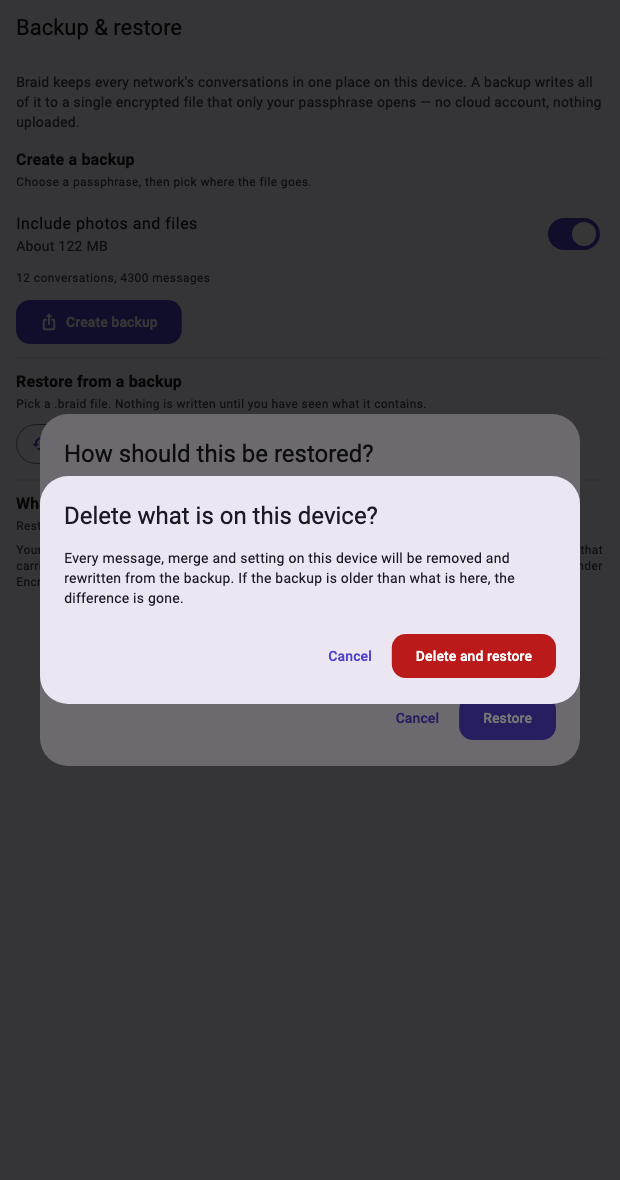 Backup & restore
Braid keeps every network's conversations in one place on this device. A backup writes all
of it to a single encrypted file that only your passphrase opens — no cloud account, nothing
uploaded.
Create a backup
Choose a passphrase, then pick where the file goes.
Include photos and files
About 122 MB
12 conversations, 4300 messages
Create backup
Restore from a backup
Pick a .braid file. Nothing is written until you have seen what it contains.
How should this be restored?
Delete what is on this device?
Every message, merge and setting on this device will be removed and
rewritten from the backup. If the backup is older than what is here, the
difference is gone.
Cancel
Delete and restore
that
Cancel
Restore